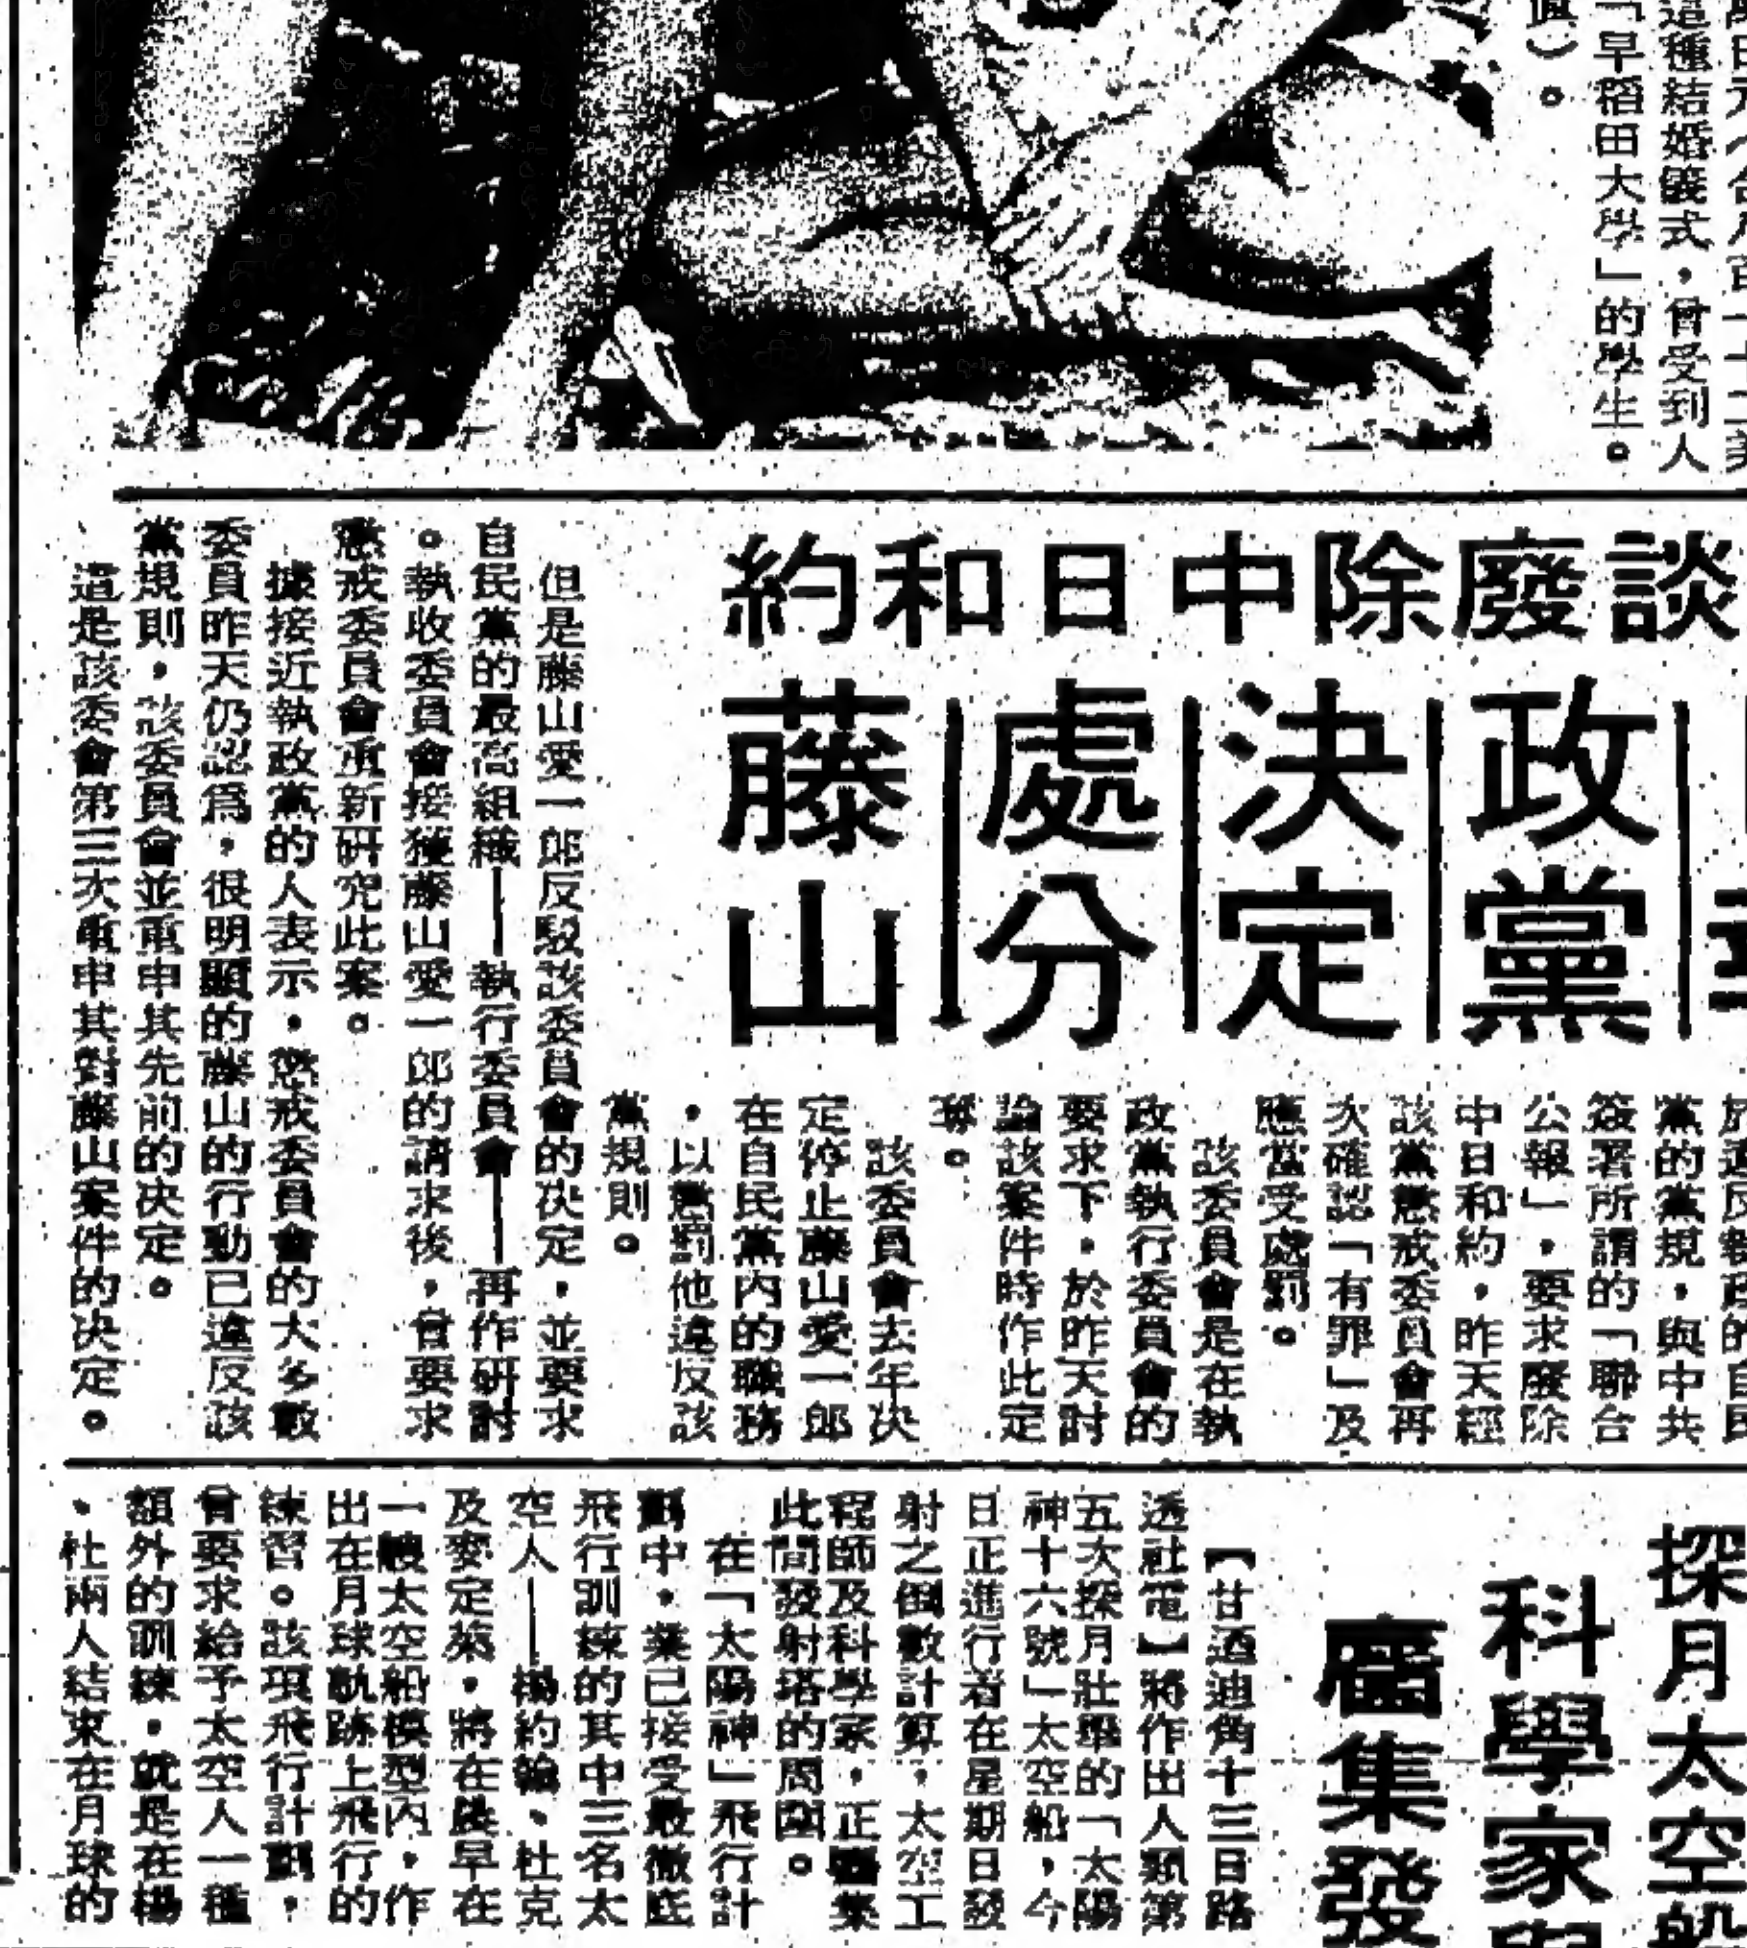 這種結婚儀式，曾受到人
「早稻田大學」的學生。
眞）。
談廢除中日和約
政黨
決定
處分
藤山
黨的黨規，與中共
簽署所謂的「聯合
公報」，要求廢除
中日和約，昨天經
該黨懲戒委員會再
次確認「有罪」及
應當受處罰。
該委員會是在執
政黨執行委員會的
要求下，於昨天討
論該案件時作此定
奪。
該委員會去年决
定停止藤山愛一郎
在自民黨內的職務
，以懲罰他違反該
黨規則。
但是藤山愛一郎反駁該委員會的决定，並要求
自民黨的最高組織——執行委員會——再作研討
。執收委員會接獲藤山愛一郎的請求後，曾要求
懲戒委員會重新研究此案。
據接近執政黨的人表示，懲戒委員會的大多數
委員昨天仍認爲，很明顯的藤山的行動已違反該
黨規則，該委員會並重申其先前的决定。
這是該委會第三次重申其對藤山案件的決定。
探月太空船
科學家與
麕集發
【甘迺迪角十三日路
透社電】將作出人類第
五次探月壯舉的「太陽
神十六號」太空船，今
日正進行者在星期日發
射之倒數計算，太空工
程師及科學家，正麕集
此間發射塔的周圍。
在「太陽神」飛行計
劃中，業已接受最徹底
飛行訓練的其中三名太
空人——楊約翰、杜克
及麥定萊，將在幾早在
一艘太空船模型內，作
出在月球軌跡上飛行的
練習。該項飛行計劃，
曾要求給予太空人一種
額外的訓練，就是在楊
、杜兩人結束在月球的